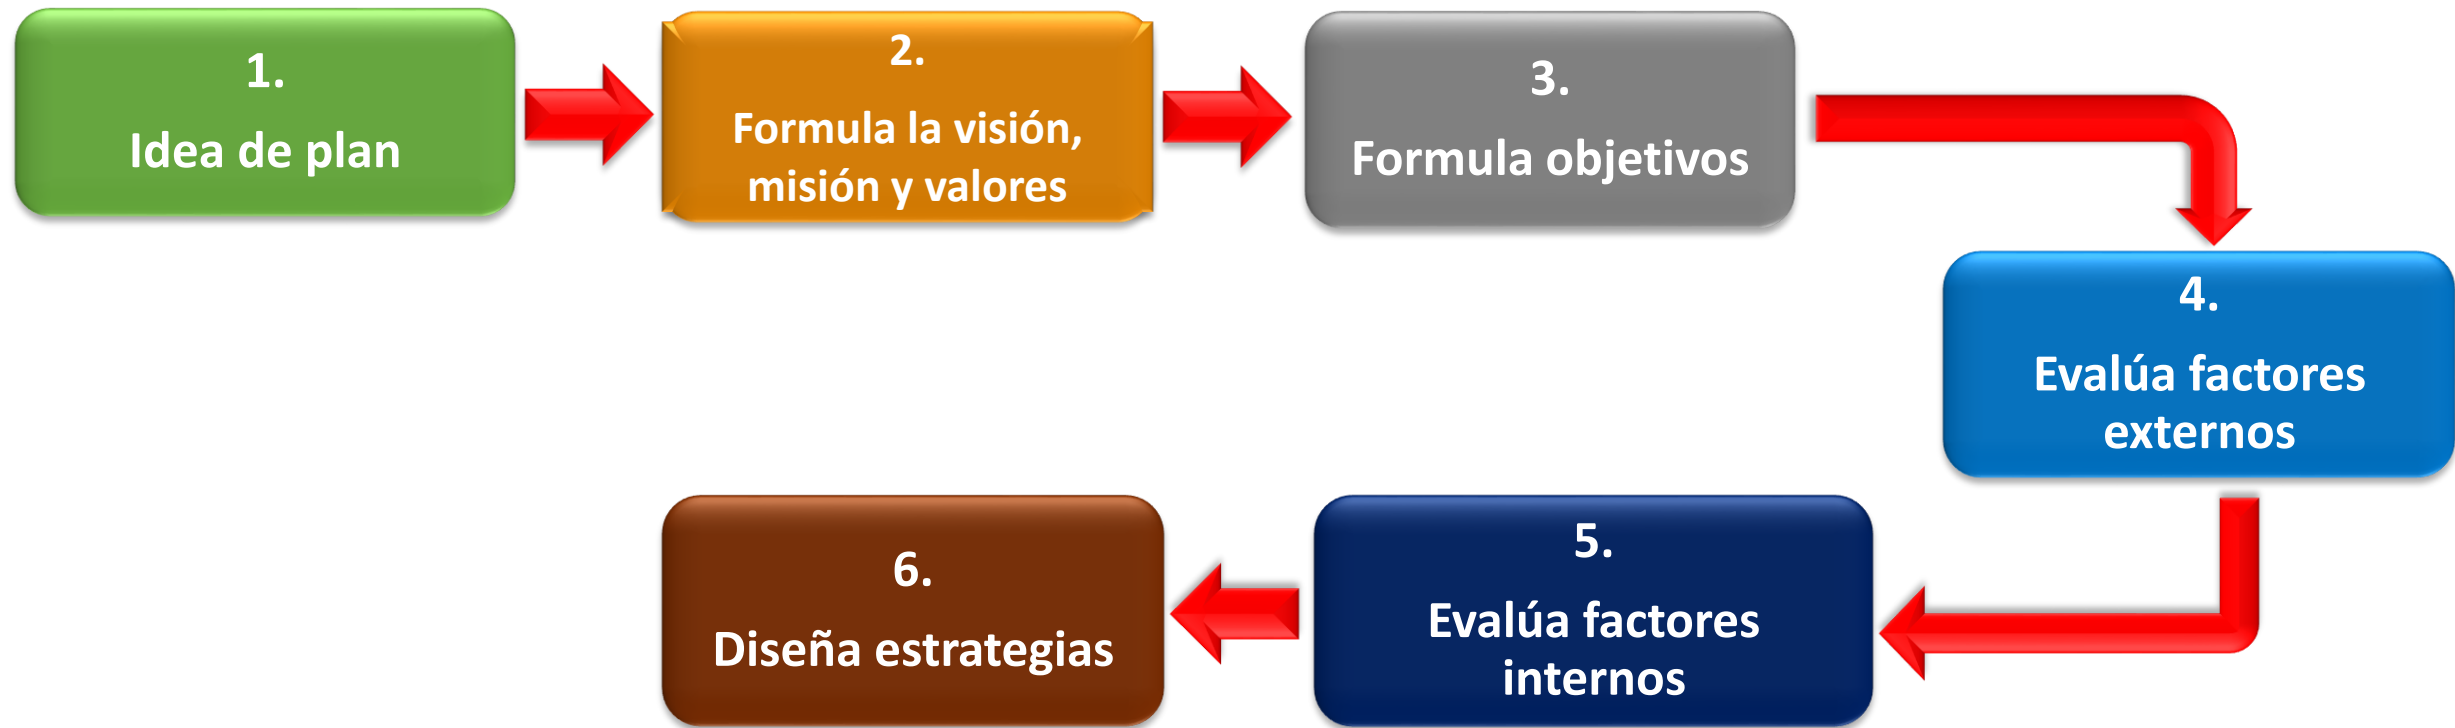 1.
Idea de plan
2.
Formula la visión,
misión y valores
3.
Formula objetivos
4.
Evalúa factores
externos
5.
Evalúa factores
internos
6.
Diseña estrategias